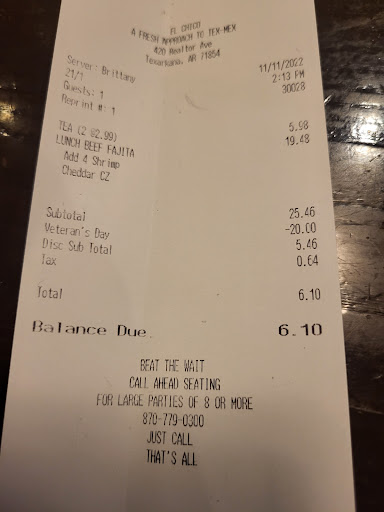 EL CHICO
A FRESH APPROACH TO TEX-MEX
420 Realtor Ave
Texarkana, AR 71854
Server: Brittany 11/11/2022
21/1 2:13 PM
Guests: 1 30028
Reprint #: 1
TEA (2 @2.99) 5.98
LUNCH BEEF FAJITA 19.48
Add 4 Shrimp
Cheddar CZ
Subtotal 25.46
Veteran's Day -20.00
Disc Sub Total 5.46
Tax 0.64
Total 6.10
Balance Due 6.10
BEAT THE WAIT
CALL AHEAD SEATING
FOR LARGE PARTIES OF 8 OR MORE
870-779-0300
JUST CALL
THAT'S ALL